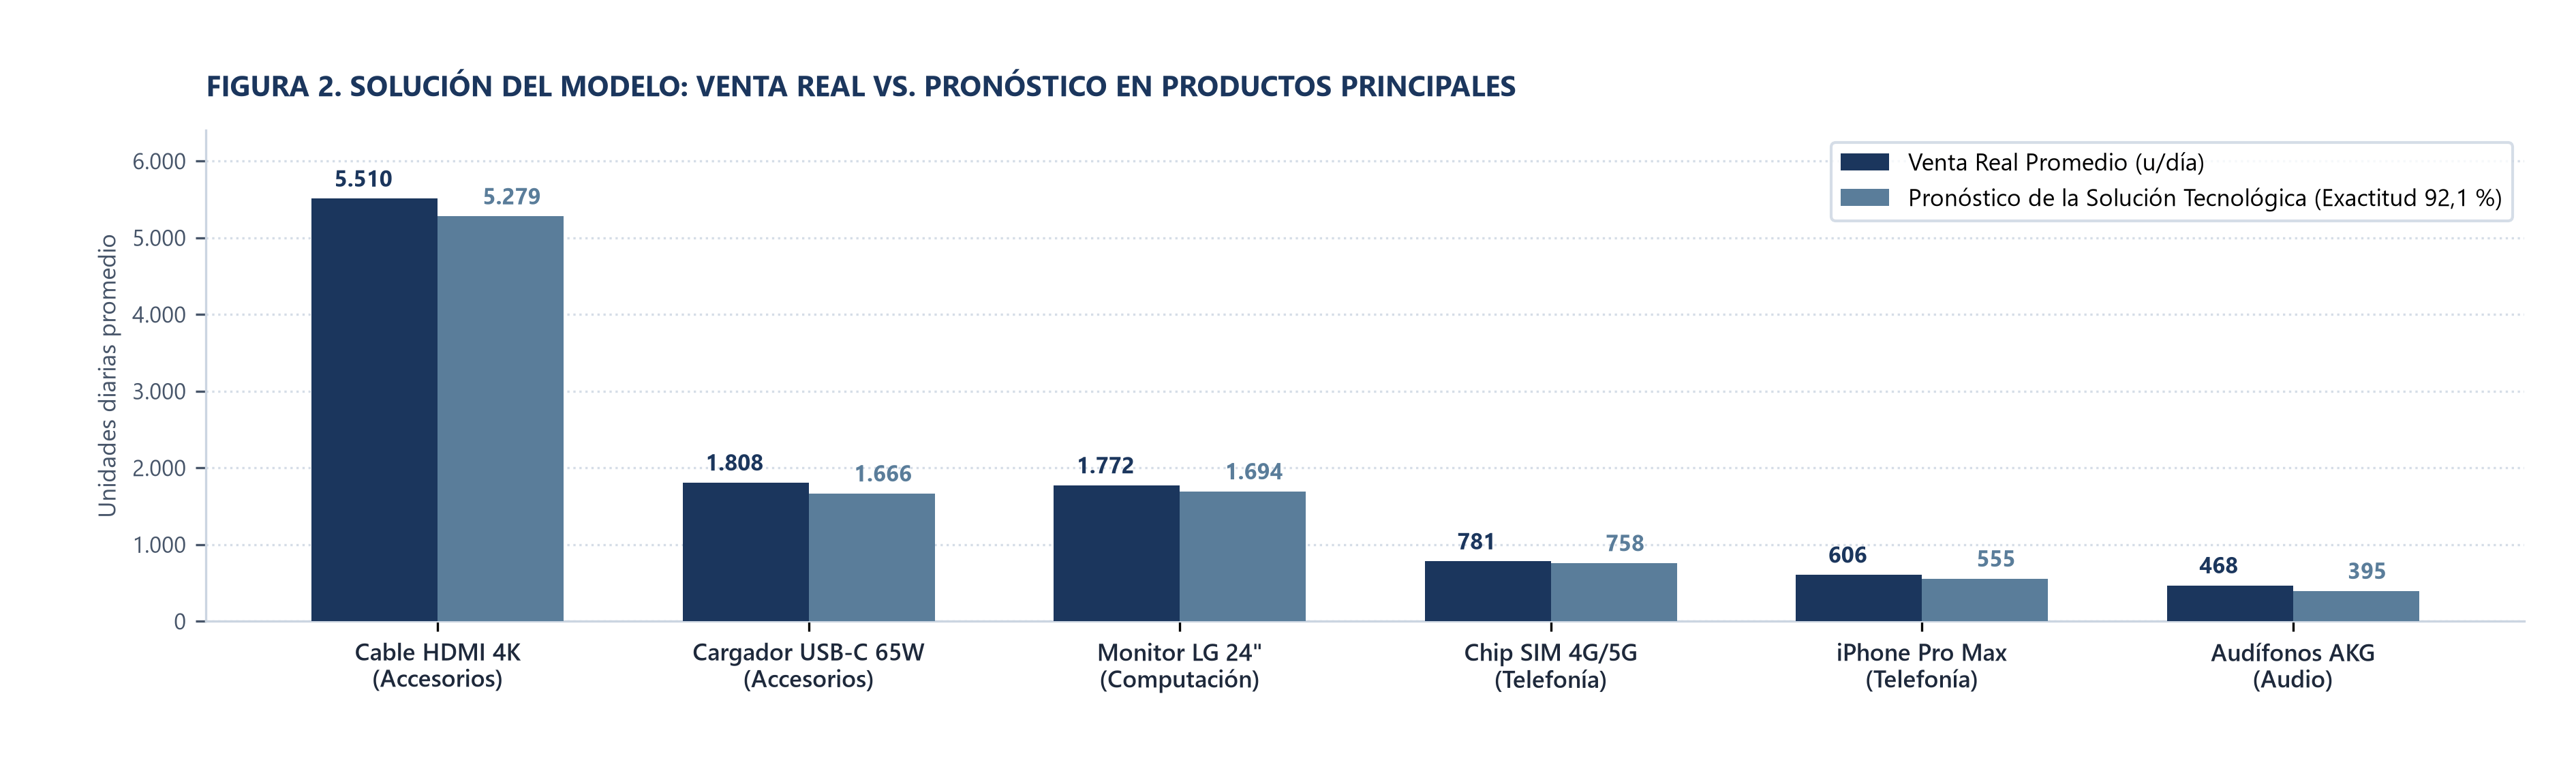 FIGURA 2. SOLUCIÓN DEL MODELO: VENTA REAL VS. PRONÓSTICO EN PRODUCTOS PRINCIPALES
Venta Real Promedio (u/día)
Pronóstico de la Solución Tecnológica (Exactitud 92,1 %)
Unidades diarias promedio
6.000
5.000
4.000
3.000
2.000
1.000
0
5.510
5.279
1.808
1.666
1.772
1.694
781
758
606
555
468
395
Cable HDMI 4K
(Accesorios)
Cargador USB-C 65W
(Accesorios)
Monitor LG 24"
(Computación)
Chip SIM 4G/5G
(Telefonía)
iPhone Pro Max
(Telefonía)
Audífonos AKG
(Audio)